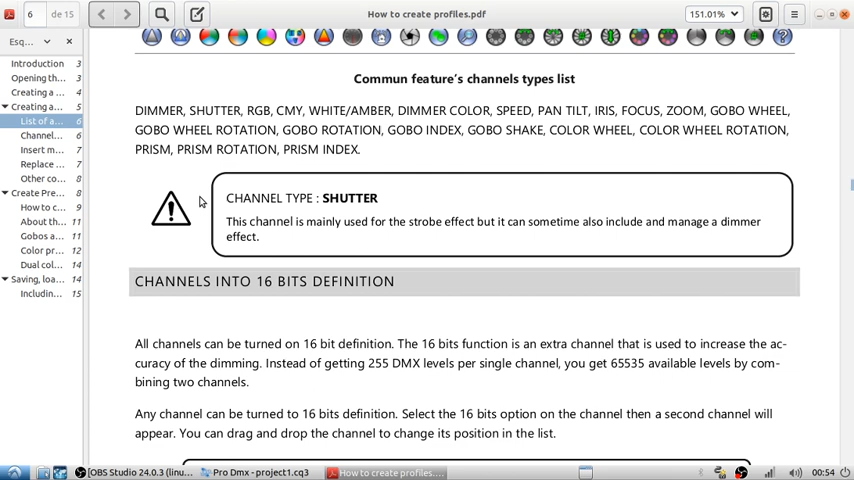 6
de 15
How to create profiles.pdf
151.01%
Esq...
Introduction 3
Opening th... 3
Creating a ... 4
Creating a... 5
List of a... 6
Channel... 6
Insert m... 7
Replace ... 7
Other co... 8
Create Pre... 8
How to c... 9
About th... 11
Gobos a... 11
Color pr... 12
Dual col... 14
Saving, loa... 14
Includin... 15
Commun feature's channels types list
DIMMER, SHUTTER, RGB, CMY, WHITE/AMBER, DIMMER COLOR, SPEED, PAN TILT, IRIS, FOCUS, ZOOM, GOBO WHEEL,
GOBO WHEEL ROTATION, GOBO ROTATION, GOBO INDEX, GOBO SHAKE, COLOR WHEEL, COLOR WHEEL ROTATION,
PRISM, PRISM ROTATION, PRISM INDEX.
CHANNEL TYPE : SHUTTER
This channel is mainly used for the strobe effect but it can sometime also include and manage a dimmer
effect.
CHANNELS INTO 16 BITS DEFINITION
All channels can be turned on 16 bit definition. The 16 bits function is an extra channel that is used to increase the ac-
curacy of the dimming. Instead of getting 255 DMX levels per single channel, you get 65535 available levels by com-
bining two channels.
Any channel can be turned to 16 bits definition. Select the 16 bits option on the channel then a second channel will
appear. You can drag and drop the channel to change its position in the list.
[OBS Studio 24.0.3 (linu...
Pro Dmx - project1.cq3
How to create profiles....
00:54